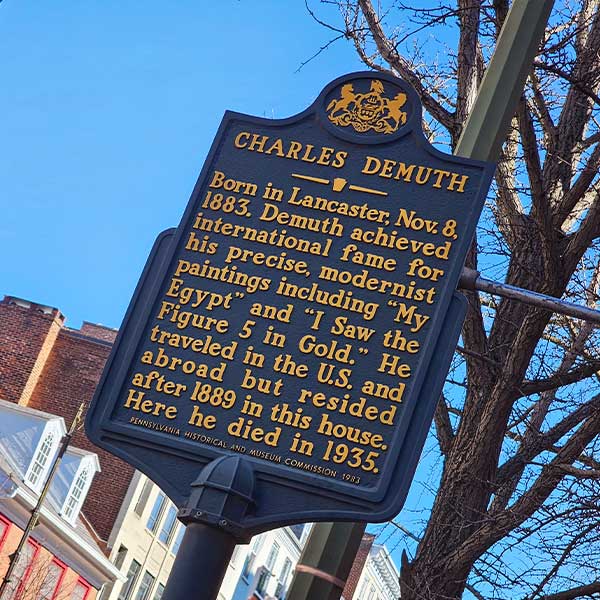 CHARLES DEMUTH
Born in Lancaster, Nov. 8,
1883. Demuth achieved
international fame for
his precise, modernist
paintings including "My
Egypt" and "I Saw the
Figure 5 in Gold." He
traveled in the U.S. and
abroad but resided
after 1889 in this house.
Here he died in 1935.
PENNSYLVANIA HISTORICAL AND MUSEUM COMMISSION 1983